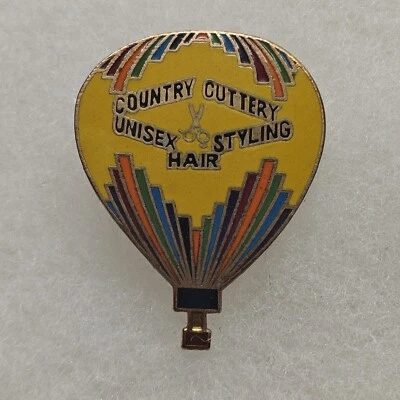 COUNTRY CUTTERY
UNISEX STYLING
HAIR